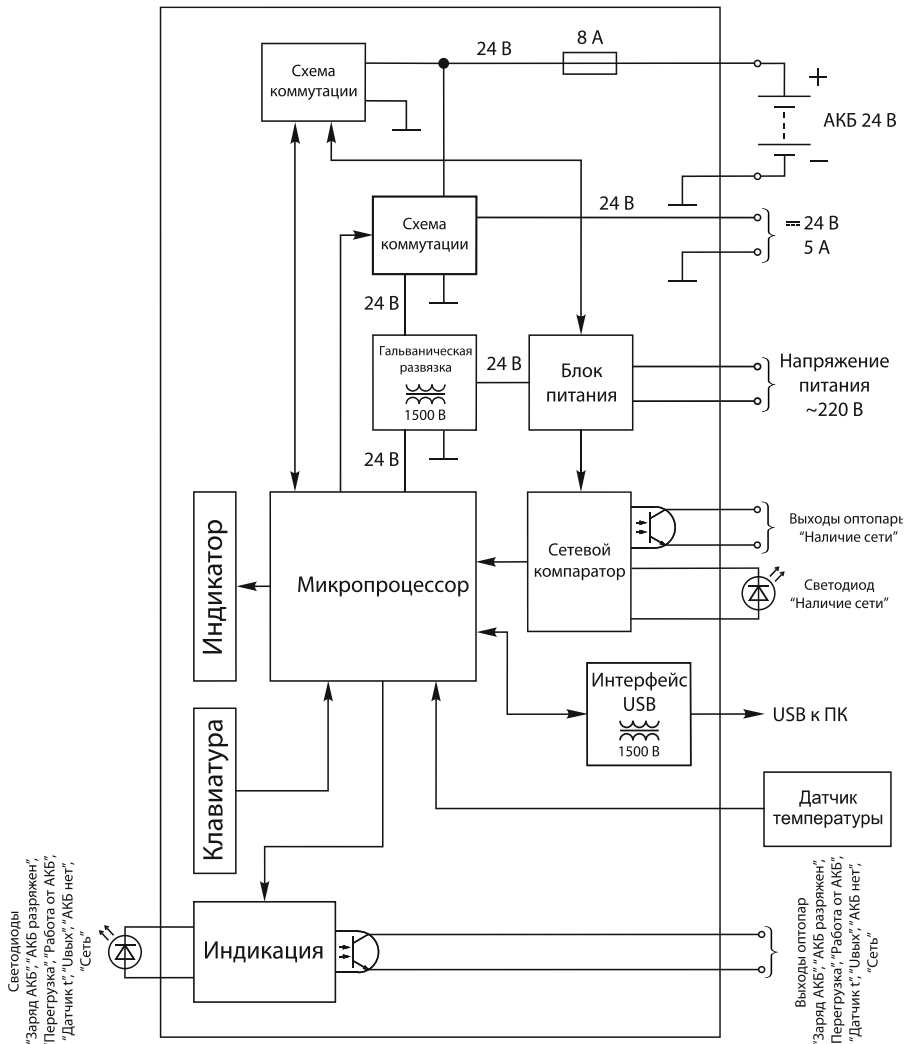 24 В
8 А
Схема
коммутации
+
АКБ 24 В
–
24 В
Схема
коммутации
24 В
5 А
24 В
Гальваническая
развязка
1500 В
24 В
Блок
питания
Напряжение
питания
~220 В
24 В
Индикатор
Микропроцессор
Сетевой
компаратор
Выходы оптопары
“Наличие сети”
Светодиод
“Наличие сети”
Интерфейс
USB
1500 В
USB к ПК
Клавиатура
Датчик
температуры
Индикация
Светодиоды
“Заряд АКБ”,“АКБ разряжен”,
“Перегрузка”,“Работа от АКБ”,
“Датчик t”,“Uвых”,“АКБ нет”,
“Сеть”
Выходы оптопар
“Заряд АКБ”,“АКБ разряжен”,
Перегрузка”,“Работа от АКБ”,
“Датчик t”,“Uвых”,“АКБ нет”,
“Сеть”